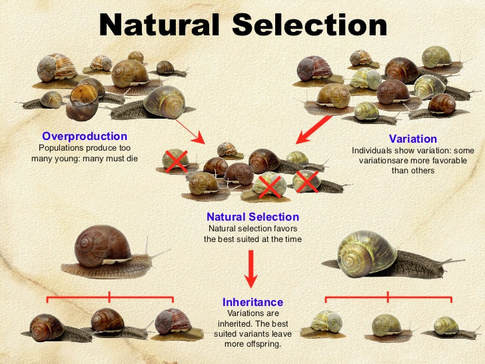 Natural Selection
Overproduction
Populations produce too
many young: many must die
Variation
Individuals show variation: some
variationsare more favorable
than others
Natural Selection
Natural selection favors
the best suited at the time
Inheritance
Variations are
inherited. The best
suited variants leave
more offspring.